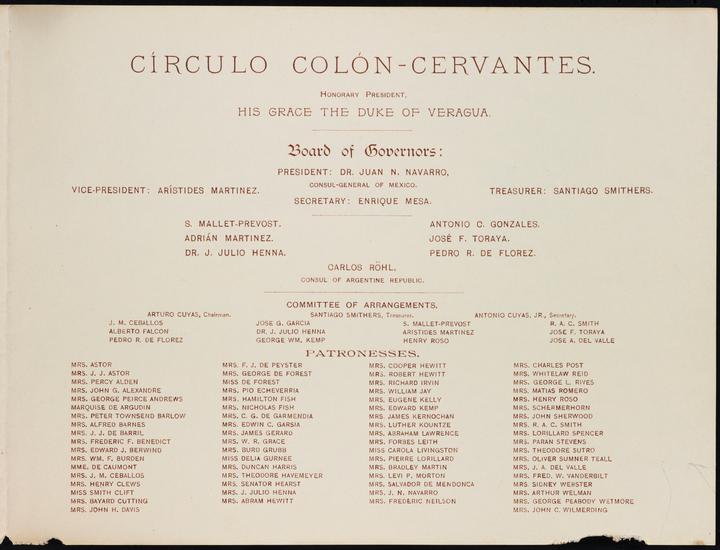 CÍRCULO COLÓN-CERVANTES.
HONORARY PRESIDENT,
HIS GRACE THE DUKE OF VERAGUA.
Board of Governors:
PRESIDENT: DR. JUAN N. NAVARRO,
CONSUL-GENERAL OF MEXICO.
VICE-PRESIDENT: ARÍSTIDES MARTINEZ.
TREASURER: SANTIAGO SMITHERS.
SECRETARY: ENRIQUE MESA.
S. MALLET-PREVOST.
ADRIÁN MARTINEZ.
DR. J. JULIO HENNA.
ANTONIO C. GONZALES.
JOSÉ F. TORAYA.
PEDRO R. DE FLOREZ.
CARLOS RÖHL,
CONSUL OF ARGENTINE REPUBLIC.
COMMITTEE OF ARRANGEMENTS.
ARTURO CUYAS, Chairman. SANTIAGO SMITHERS, Treasurer. ANTONIO CUYAS, JR., Secretary.
J. M. CEBALLOS
ALBERTO FALCON
PEDRO R. DE FLOREZ
JOSE G. GARCIA
DR. J. JULIO HENNA
GEORGE WM. KEMP
S. MALLET-PREVOST
ARISTIDES MARTINEZ
HENRY ROSO
R. A. C. SMITH
JOSE F. TORAYA
JOSE A. DEL VALLE
PATRONESSES.
MRS. ASTOR
MRS. J. J. ASTOR
MRS. PERCY ALDEN
MRS. JOHN G. ALEXANDRE
MRS. GEORGE PEIRCE ANDREWS
MARQUISE DE ARGUDIN
MRS. PETER TOWNSEND BARLOW
MRS. ALFRED BARNES
MRS. J. J. DE BARRIL
MRS. FREDERIC F. BENEDICT
MRS. EDWARD J. BERWIND
MRS. WM. F. BURDEN
MME. DE CAUMONT
MRS. J. M. CEBALLOS
MRS. HENRY CLEWS
MISS SMITH CLIFT
MRS. BAYARD CUTTING
MRS. JOHN H. DAVIS
MRS. F. J. DE PEYSTER
MRS. GEORGE DE FOREST
MISS DE FOREST
MRS. PIO ECHEVERRIA
MRS. HAMILTON FISH
MRS. NICHOLAS FISH
MRS. C. G. DE GARMENDIA
MRS. EDWIN C. GARSIA
MRS. JAMES GERARD
MRS. W. R. GRACE
MRS. BURD GRUBB
MISS DELIA GURNEE
MRS. DUNCAN HARRIS
MRS. THEODORE HAVEMEYER
MRS. SENATOR HEARST
MRS. J. JULIO HENNA
MRS. ABRAM HEWITT
MRS. COOPER HEWITT
MRS. ROBERT HEWITT
MRS. RICHARD IRVIN
MRS. WILLIAM JAY
MRS. EUGENE KELLY
MRS. EDWARD KEMP
MRS. JAMES KERNOCHAN
MRS. LUTHER KOUNTZE
MRS. ABRAHAM LAWRENCE
MRS. FORBES LEITH
MISS CAROLA LIVINGSTON
MRS. PIERRE LORILLARD
MRS. BRADLEY MARTIN
MRS. LEVI P. MORTON
MRS. SALVADOR DE MENDONCA
MRS. J. N. NAVARRO
MRS. FREDERIC NEILSON
MRS. CHARLES POST
MRS. WHITELAW REID
MRS. GEORGE L. RIVES
MRS. MATIAS ROMERO
MRS. HENRY ROSO
MRS. SCHERMERHORN
MRS. JOHN SHERWOOD
MRS. R. A. C. SMITH
MRS. LORILLARD SPENCER
MRS. PARAN STEVENS
MRS. THEODORE SUTRO
MRS. OLIVER SUMNER TEALL
MRS. J. A. DEL VALLE
MRS. FRED. W. VANDERBILT
MRS. SIDNEY WEBSTER
MRS. ARTHUR WELMAN
MRS. GEORGE PEABODY WETMORE
MRS. JOHN C. WILMERDING